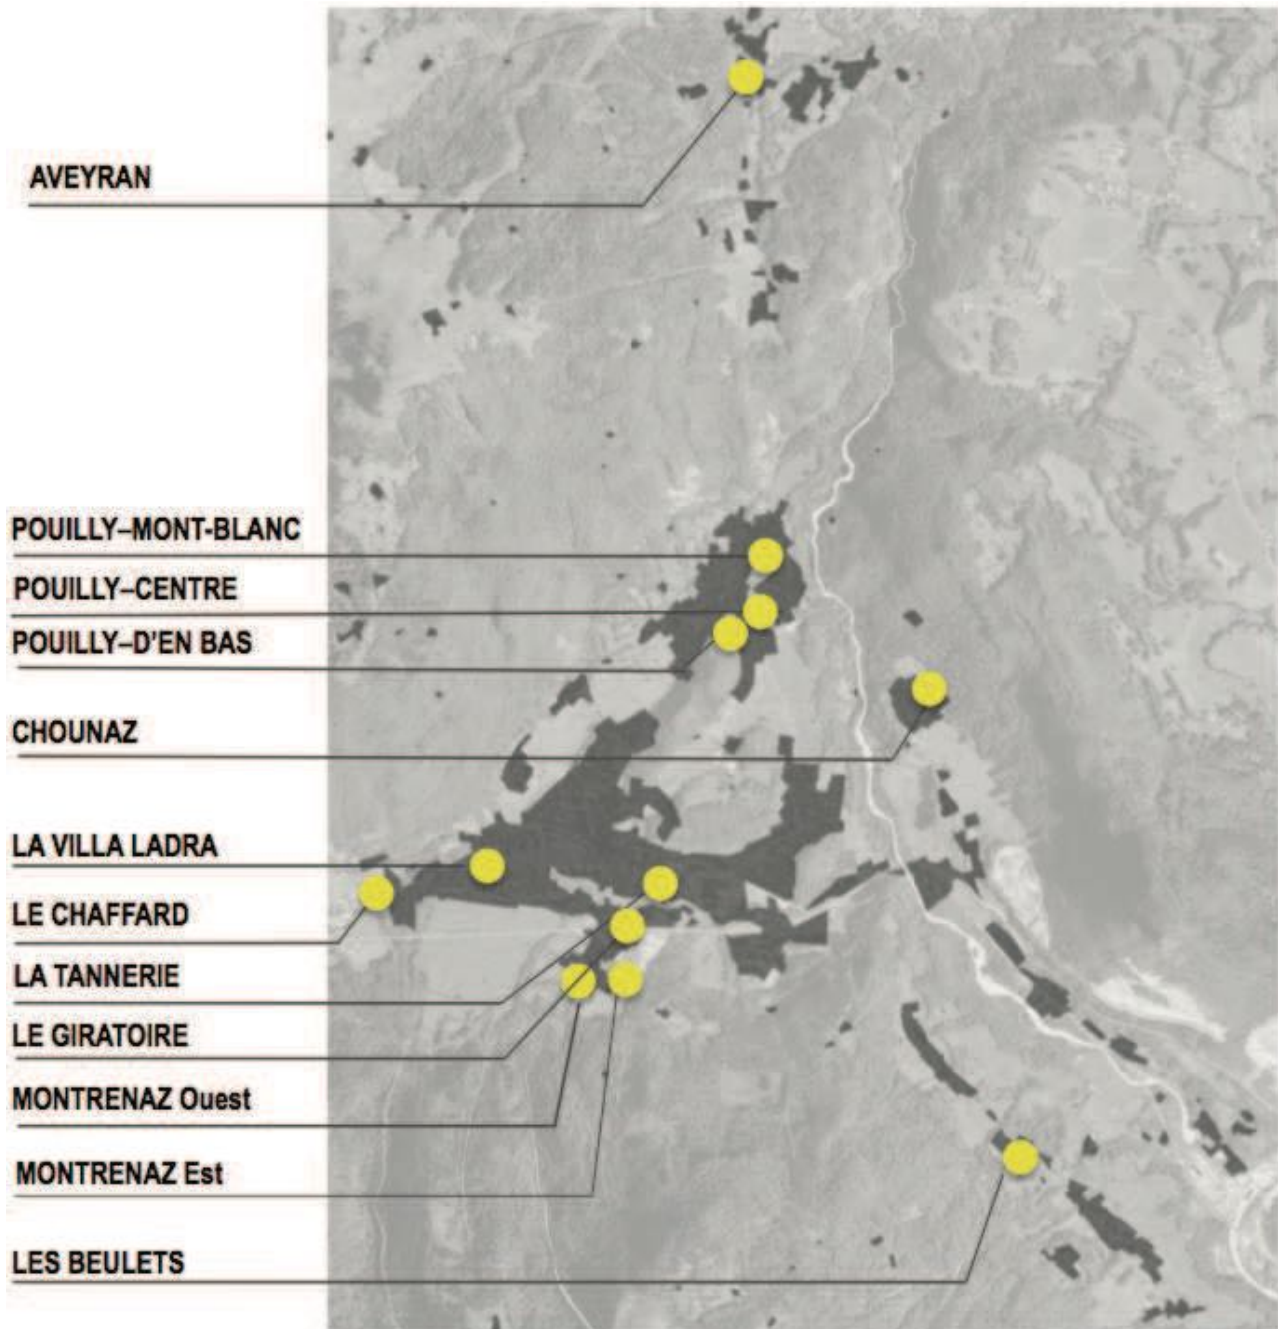 AVEYRAN
POUILLY–MONT-BLANC
POUILLY–CENTRE
POUILLY–D'EN BAS
CHOUNAZ
LA VILLA LADRA
LE CHAFFARD
LA TANNERIE
LE GIRATOIRE
MONTRENAZ Ouest
MONTRENAZ Est
LES BEULETS